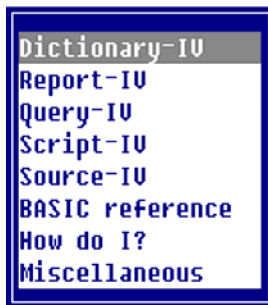 Dictionary-IV
Report-IV
Query-IV
Script-IV
Source-IV
BASIC reference
How do I?
Miscellaneous